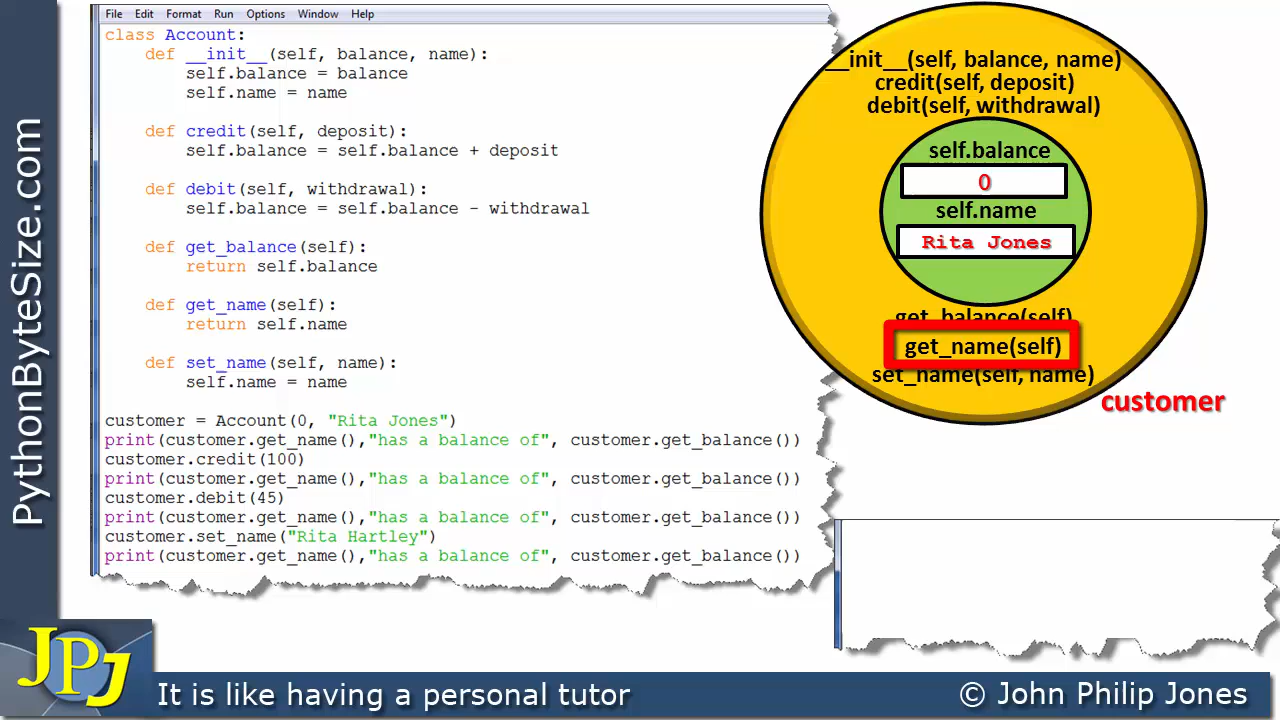 PythonByteSize.com
File Edit Format Run Options Window Help
class Account:
    def __init__(self, balance, name):
        self.balance = balance
        self.name = name
    def credit(self, deposit):
        self.balance = self.balance + deposit
    def debit(self, withdrawal):
        self.balance = self.balance - withdrawal
    def get_balance(self):
        return self.balance
    def get_name(self):
        return self.name
    def set_name(self, name):
        self.name = name
customer = Account(0, "Rita Jones")
print(customer.get_name(),"has a balance of", customer.get_balance())
customer.credit(100)
print(customer.get_name(),"has a balance of", customer.get_balance())
customer.debit(45)
print(customer.get_name(),"has a balance of", customer.get_balance())
customer.set_name("Rita Hartley")
print(customer.get_name(),"has a balance of", customer.get_balance())
__init__(self, balance, name)
credit(self, deposit)
debit(self, withdrawal)
self.balance
0
self.name
Rita Jones
get_balance(self)
get_name(self)
set_name(self, name)
customer
JPJ
It is like having a personal tutor
© John Philip Jones